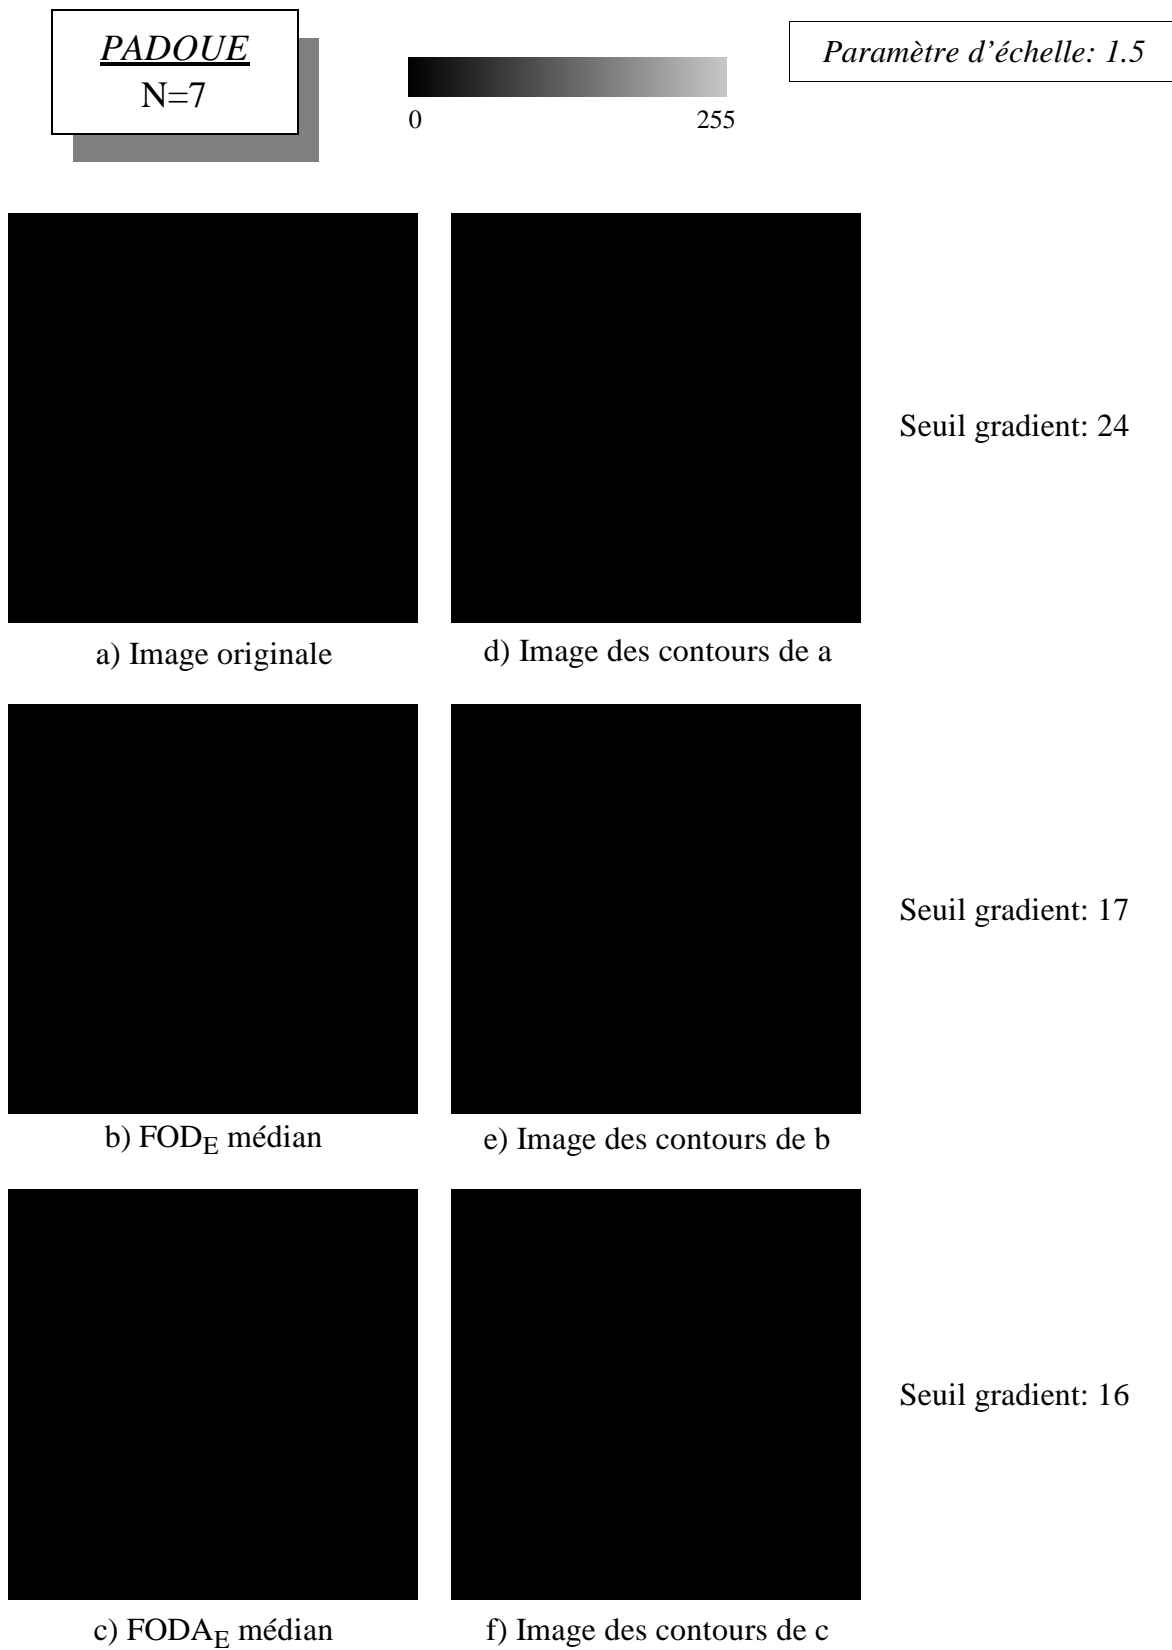 PADOUE
N=7
0 255
Paramètre d'échelle: 1.5
Seuil gradient: 24
a) Image originale
d) Image des contours de a
Seuil gradient: 17
b) FODE médian
e) Image des contours de b
Seuil gradient: 16
c) FODAE médian
f) Image des contours de c